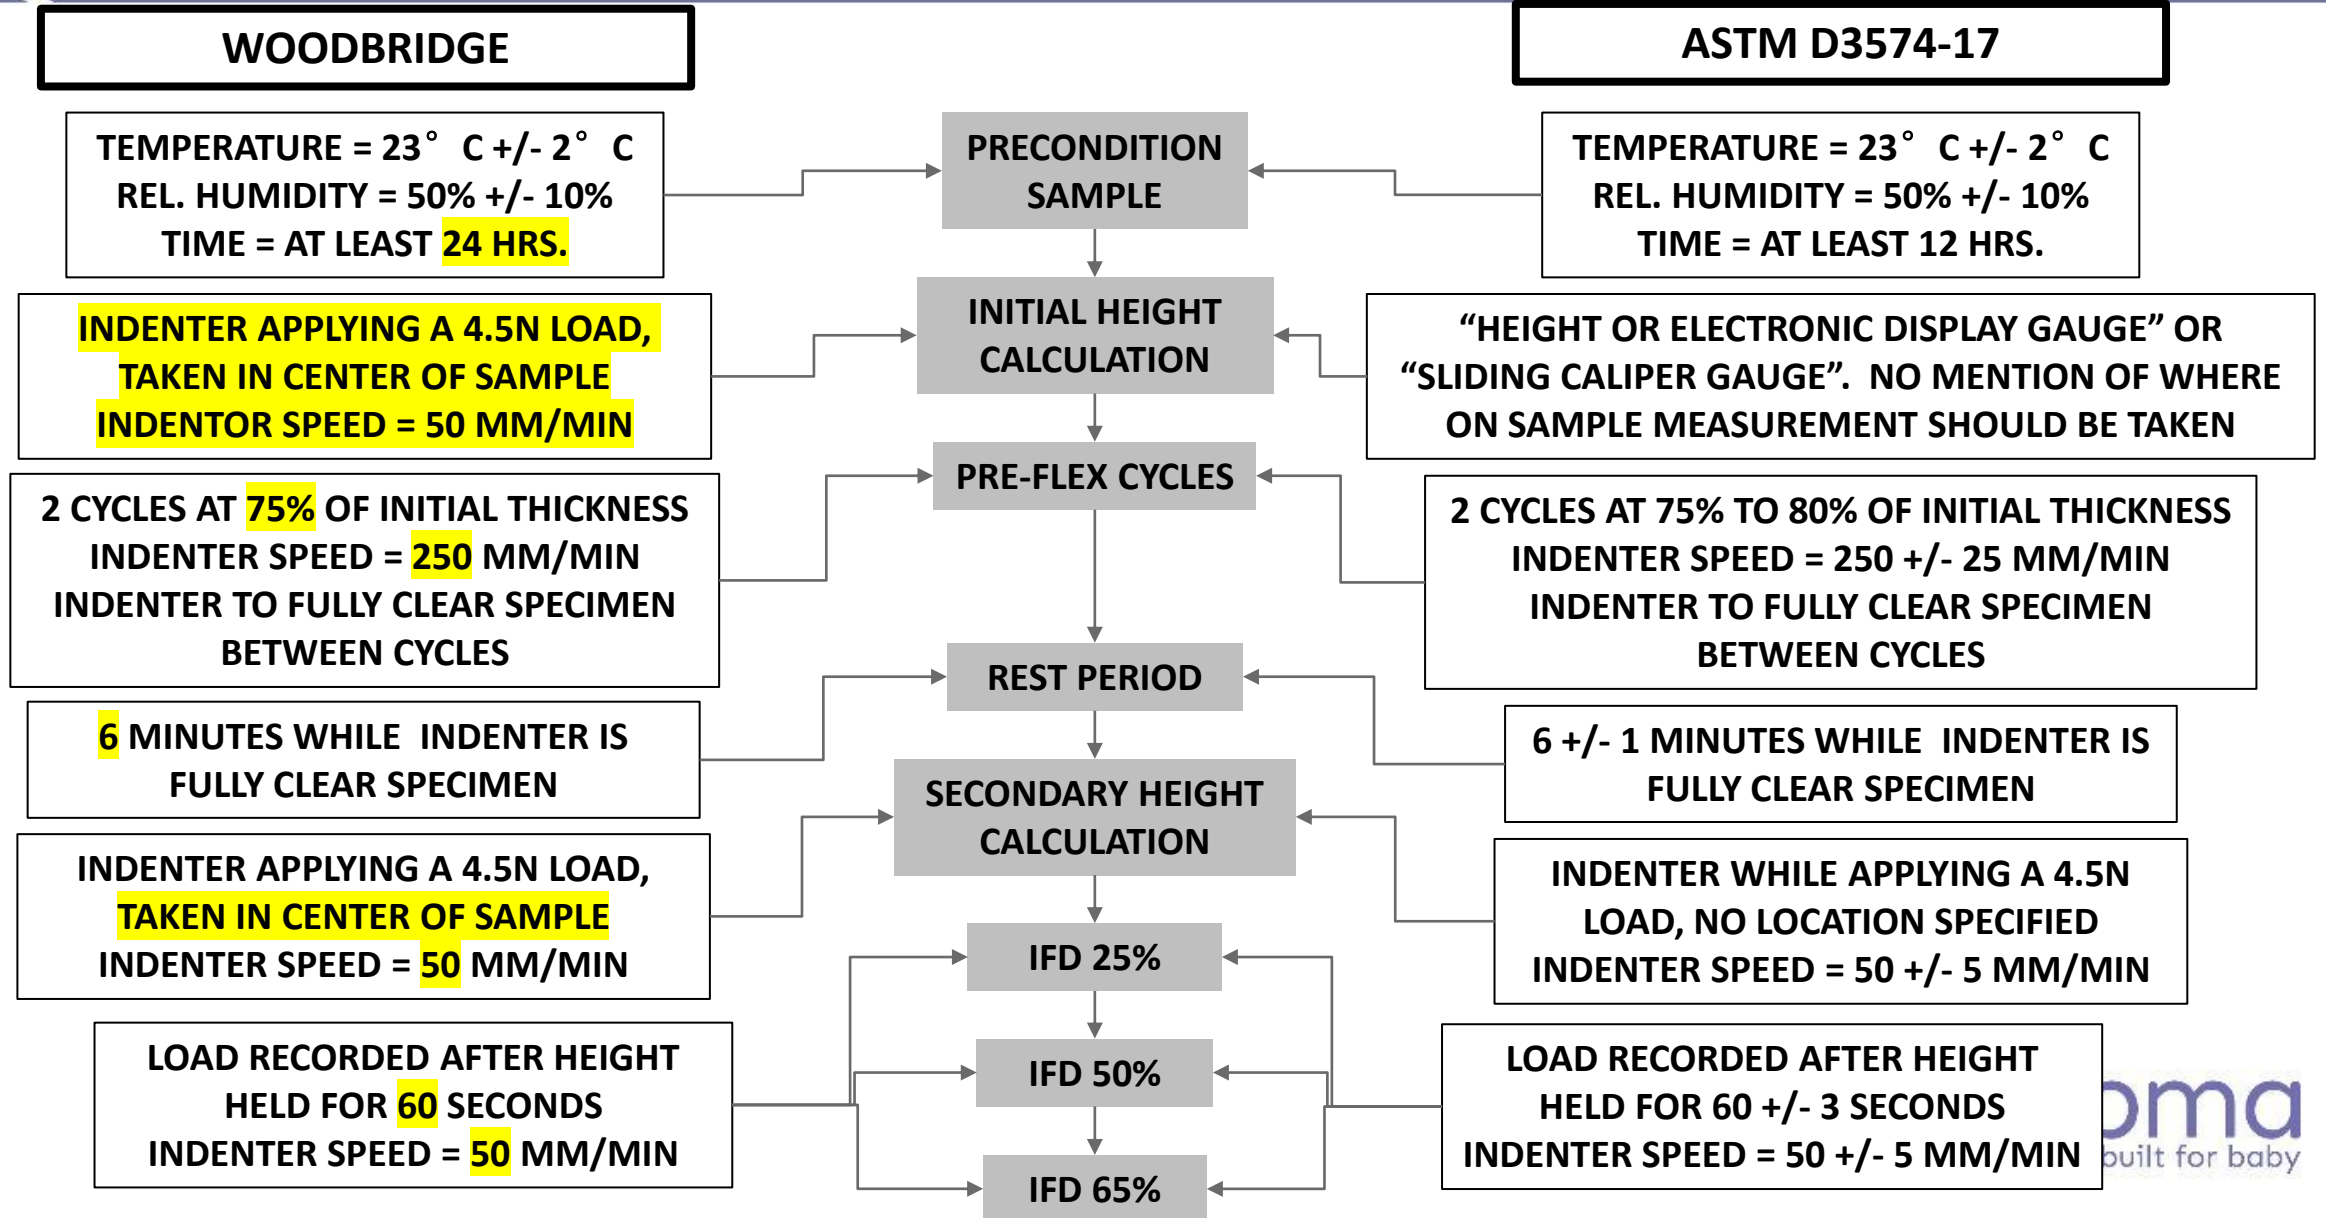 WOODBRIDGE
ASTM D3574-17
TEMPERATURE = 23° C +/- 2° C
REL. HUMIDITY = 50% +/- 10%
TIME = AT LEAST 24 HRS.
PRECONDITION
SAMPLE
TEMPERATURE = 23° C +/- 2° C
REL. HUMIDITY = 50% +/- 10%
TIME = AT LEAST 12 HRS.
INDENTER APPLYING A 4.5N LOAD,
TAKEN IN CENTER OF SAMPLE
INDENTOR SPEED = 50 MM/MIN
INITIAL HEIGHT
CALCULATION
“HEIGHT OR ELECTRONIC DISPLAY GAUGE” OR
“SLIDING CALIPER GAUGE”. NO MENTION OF WHERE
ON SAMPLE MEASUREMENT SHOULD BE TAKEN
2 CYCLES AT 75% OF INITIAL THICKNESS
INDENTER SPEED = 250 MM/MIN
INDENTER TO FULLY CLEAR SPECIMEN
BETWEEN CYCLES
PRE-FLEX CYCLES
2 CYCLES AT 75% TO 80% OF INITIAL THICKNESS
INDENTER SPEED = 250 +/- 25 MM/MIN
INDENTER TO FULLY CLEAR SPECIMEN
BETWEEN CYCLES
6 MINUTES WHILE INDENTER IS
FULLY CLEAR SPECIMEN
REST PERIOD
6 +/- 1 MINUTES WHILE INDENTER IS
FULLY CLEAR SPECIMEN
INDENTER APPLYING A 4.5N LOAD,
TAKEN IN CENTER OF SAMPLE
INDENTER SPEED = 50 MM/MIN
SECONDARY HEIGHT
CALCULATION
INDENTER WHILE APPLYING A 4.5N
LOAD, NO LOCATION SPECIFIED
INDENTER SPEED = 50 +/- 5 MM/MIN
LOAD RECORDED AFTER HEIGHT
HELD FOR 60 SECONDS
INDENTER SPEED = 50 MM/MIN
IFD 25%
IFD 50%
IFD 65%
LOAD RECORDED AFTER HEIGHT
HELD FOR 60 +/- 3 SECONDS
INDENTER SPEED = 50 +/- 5 MM/MIN
built for baby